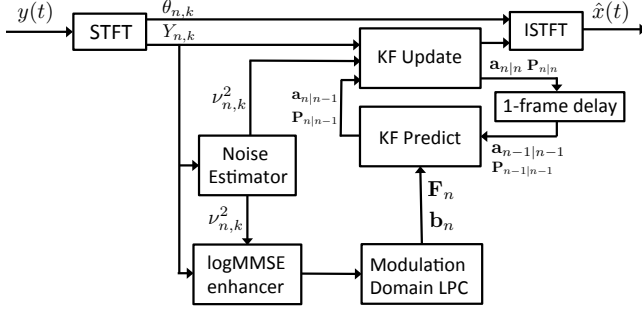 y(t)
θ_{n,k}
x̂(t)
STFT
Y_{n,k}
ISTFT
KF Update
a_{n|n} P_{n|n}
ν²_{n,k}
a_{n|n−1}
P_{n|n−1}
1-frame delay
KF Predict
a_{n−1|n−1}
P_{n−1|n−1}
Noise
Estimator
F_n
ν²_{n,k}
b_n
logMMSE
enhancer
Modulation
Domain LPC